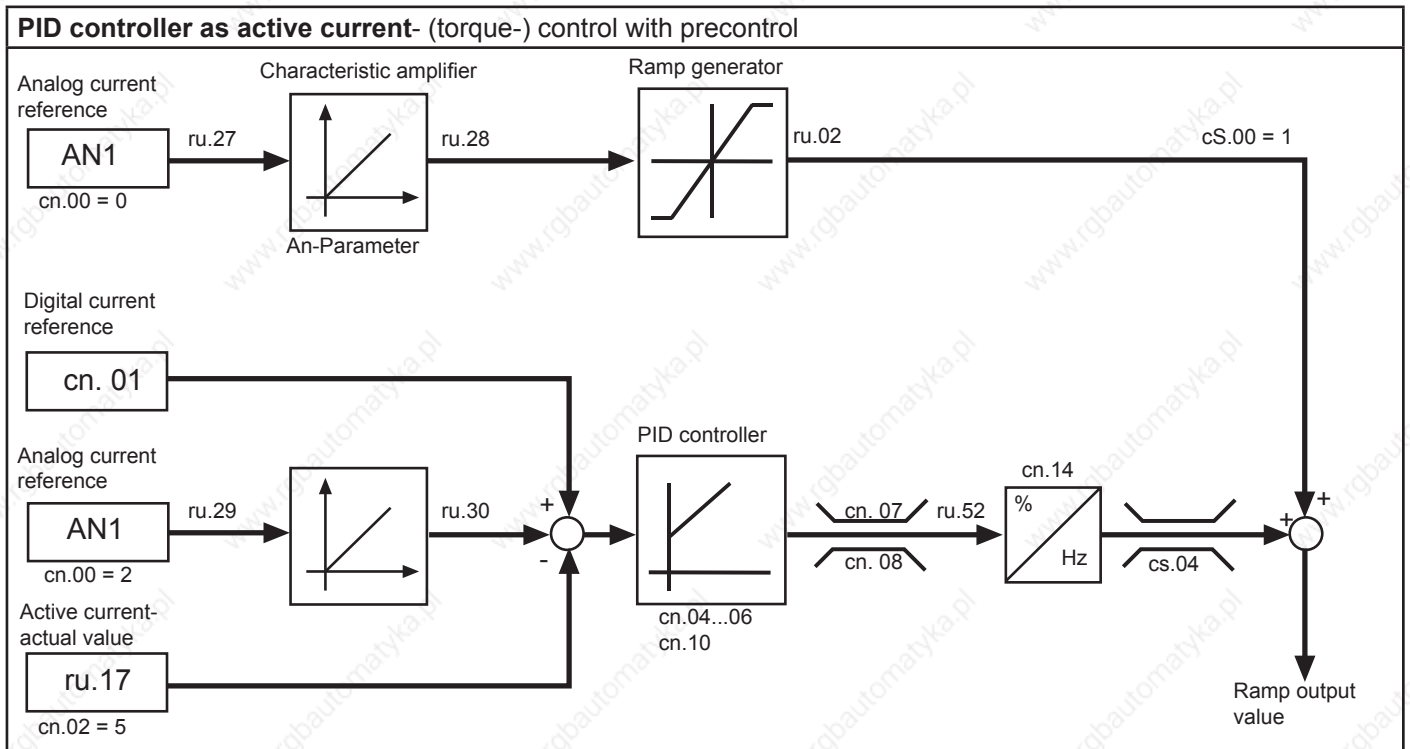 PID controller as active current- (torque-) control with precontrol
Analog current
reference
AN1
cn.00 = 0
ru.27
Characteristic amplifier
An-Parameter
ru.28
Ramp generator
ru.02
cS.00 = 1
Digital current
reference
cn. 01
Analog current
reference
AN1
cn.00 = 2
ru.29
ru.30
+
-
PID controller
cn.04...06
cn.10
cn. 07
cn. 08
ru.52
cn.14
%
Hz
cs.04
+
+
Active current-
actual value
ru.17
cn.02 = 5
Ramp output
value
www.rgbautomatyka.pl